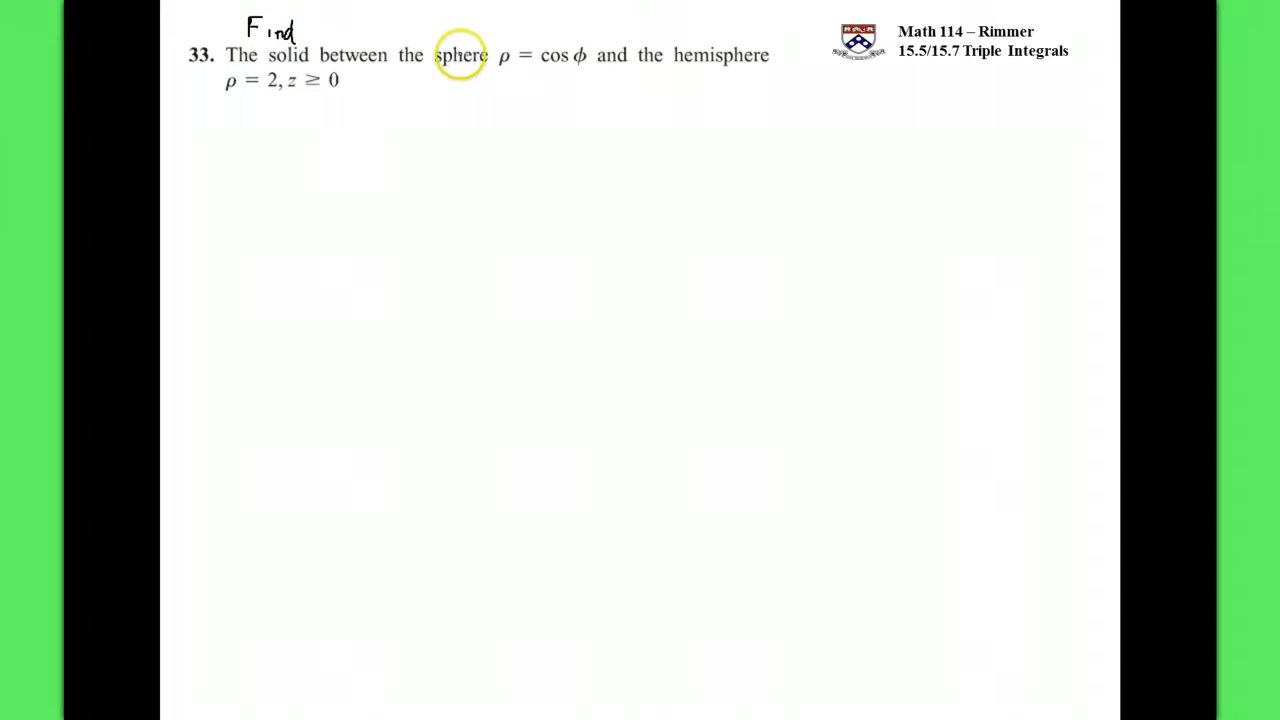 Find
33. The solid between the sphere ρ = cos ϕ and the hemisphere
ρ = 2, z ≥ 0
Math 114 – Rimmer
15.5/15.7 Triple Integrals